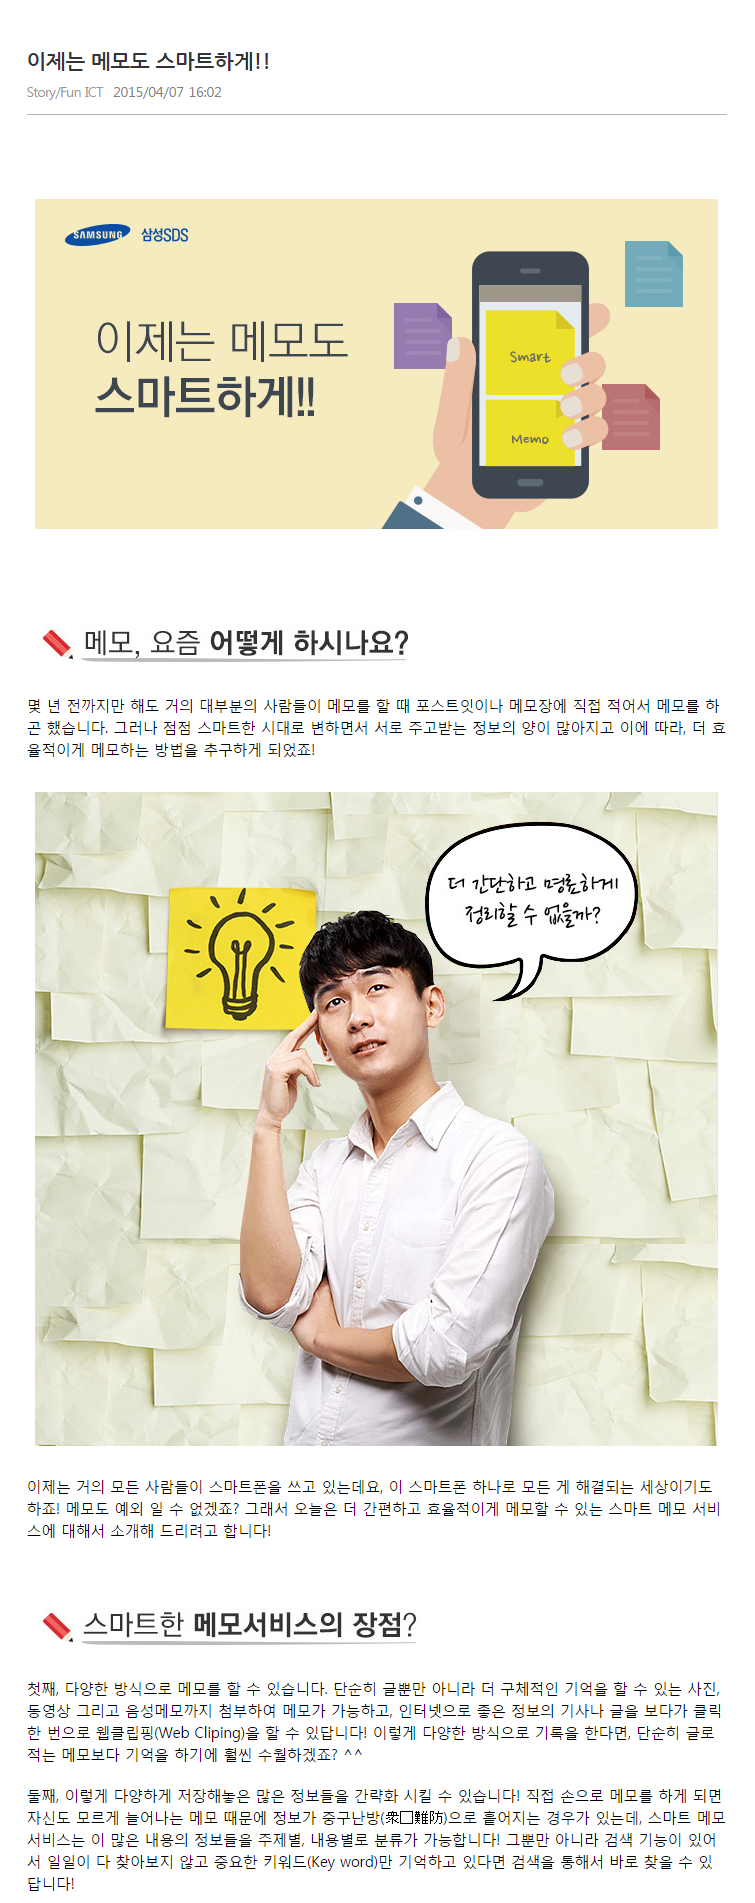 이제는 메모도 스마트하게!!
Story/Fun ICT 2015/04/07 16:02
SAMSUNG 삼성SDS
이제는 메모도
스마트하게!!
Smart
Memo
메모, 요즘 어떻게 하시나요?
몇 년 전까지만 해도 거의 대부분의 사람들이 메모를 할 때 포스트잇이나 메모장에 직접 적어서 메모를 하
곤 했습니다. 그러나 점점 스마트한 시대로 변하면서 서로 주고받는 정보의 양이 많아지고 이에 따라, 더 효
율적이게 메모하는 방법을 추구하게 되었죠!
더 간단하고 명료하게
정리할 수 없을까?
이제는 거의 모든 사람들이 스마트폰을 쓰고 있는데요, 이 스마트폰 하나로 모든 게 해결되는 세상이기도
하죠! 메모도 예외 일 수 없겠죠? 그래서 오늘은 더 간편하고 효율적이게 메모할 수 있는 스마트 메모 서비
스에 대해서 소개해 드리려고 합니다!
스마트한 메모서비스의 장점?
첫째, 다양한 방식으로 메모를 할 수 있습니다. 단순히 글뿐만 아니라 더 구체적인 기억을 할 수 있는 사진,
동영상 그리고 음성메모까지 첨부하여 메모가 가능하고, 인터넷으로 좋은 정보의 기사나 글을 보다가 클릭
한 번으로 웹클립핑(Web Cliping)을 할 수 있답니다! 이렇게 다양한 방식으로 기록을 한다면, 단순히 글로
적는 메모보다 기억을 하기에 훨씬 수월하겠죠? ^^
둘째, 이렇게 다양하게 저장해놓은 많은 정보들을 간략화 시킬 수 있습니다! 직접 손으로 메모를 하게 되면
자신도 모르게 늘어나는 메모 때문에 정보가 중구난방(衆□難防)으로 흩어지는 경우가 있는데, 스마트 메모
서비스는 이 많은 내용의 정보들을 주제별, 내용별로 분류가 가능합니다! 그뿐만 아니라 검색 기능이 있어
서 일일이 다 찾아보지 않고 중요한 키워드(Key word)만 기억하고 있다면 검색을 통해서 바로 찾을 수 있
답니다!